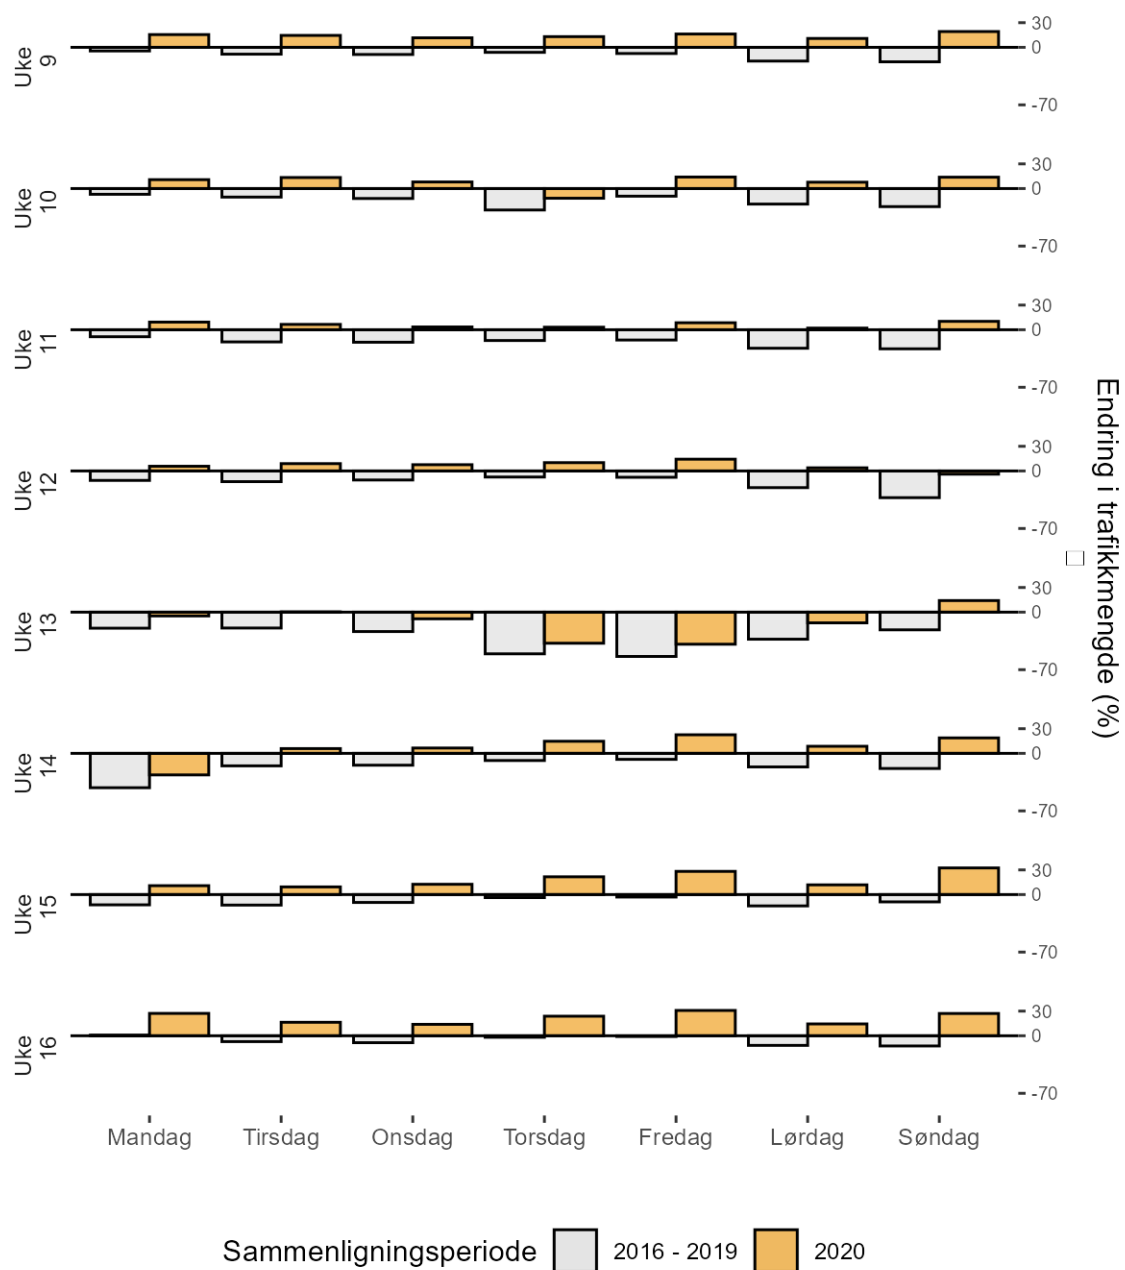 Uke
9
30
0
-70
Uke
10
30
0
-70
Uke
11
30
0
-70
Uke
12
30
0
-70
Uke
13
30
0
-70
Uke
14
30
0
-70
Uke
15
30
0
-70
Uke
16
30
0
-70
Endring i trafikkmengde (%)
Mandag Tirsdag Onsdag Torsdag Fredag Lørdag Søndag
Sammenligningsperiode 2016 - 2019 2020